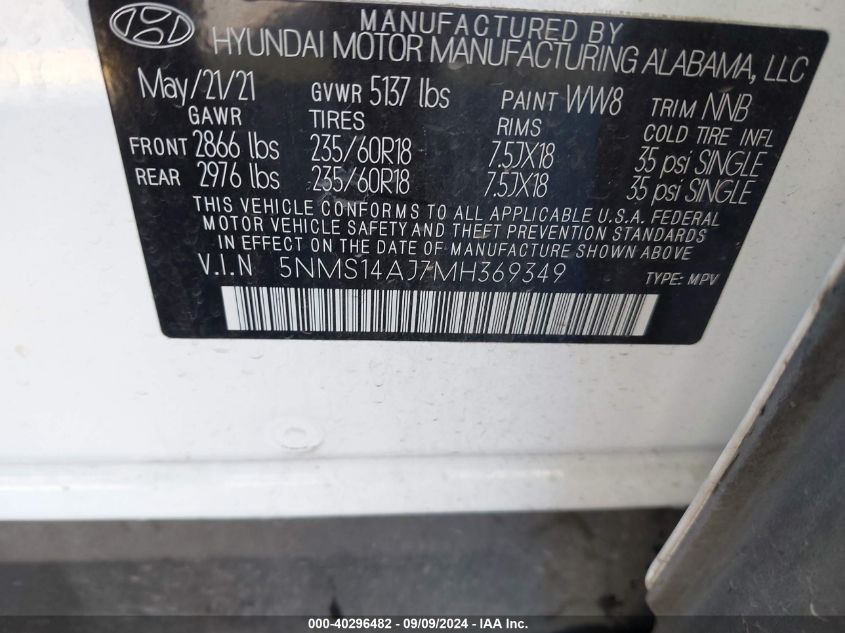 MANUFACTURED BY
HYUNDAI MOTOR MANUFACTURING ALABAMA, LLC
May/21/21 GVWR 5137 lbs PAINT WW8 TRIM NNB
GAWR TIRES RIMS COLD TIRE INFL
FRONT 2866 lbs 235/60R18 7.5JX18 35 psi SINGLE
REAR 2976 lbs 235/60R18 7.5JX18 35 psi SINGLE
THIS VEHICLE CONFORMS TO ALL APPLICABLE U.S.A. FEDERAL
MOTOR VEHICLE SAFETY AND THEFT PREVENTION STANDARDS
IN EFFECT ON THE DATE OF MANUFACTURE SHOWN ABOVE
V.I.N 5NMS14AJ7MH369349 TYPE: MPV
000-40296482 - 09/09/2024 - IAA Inc.